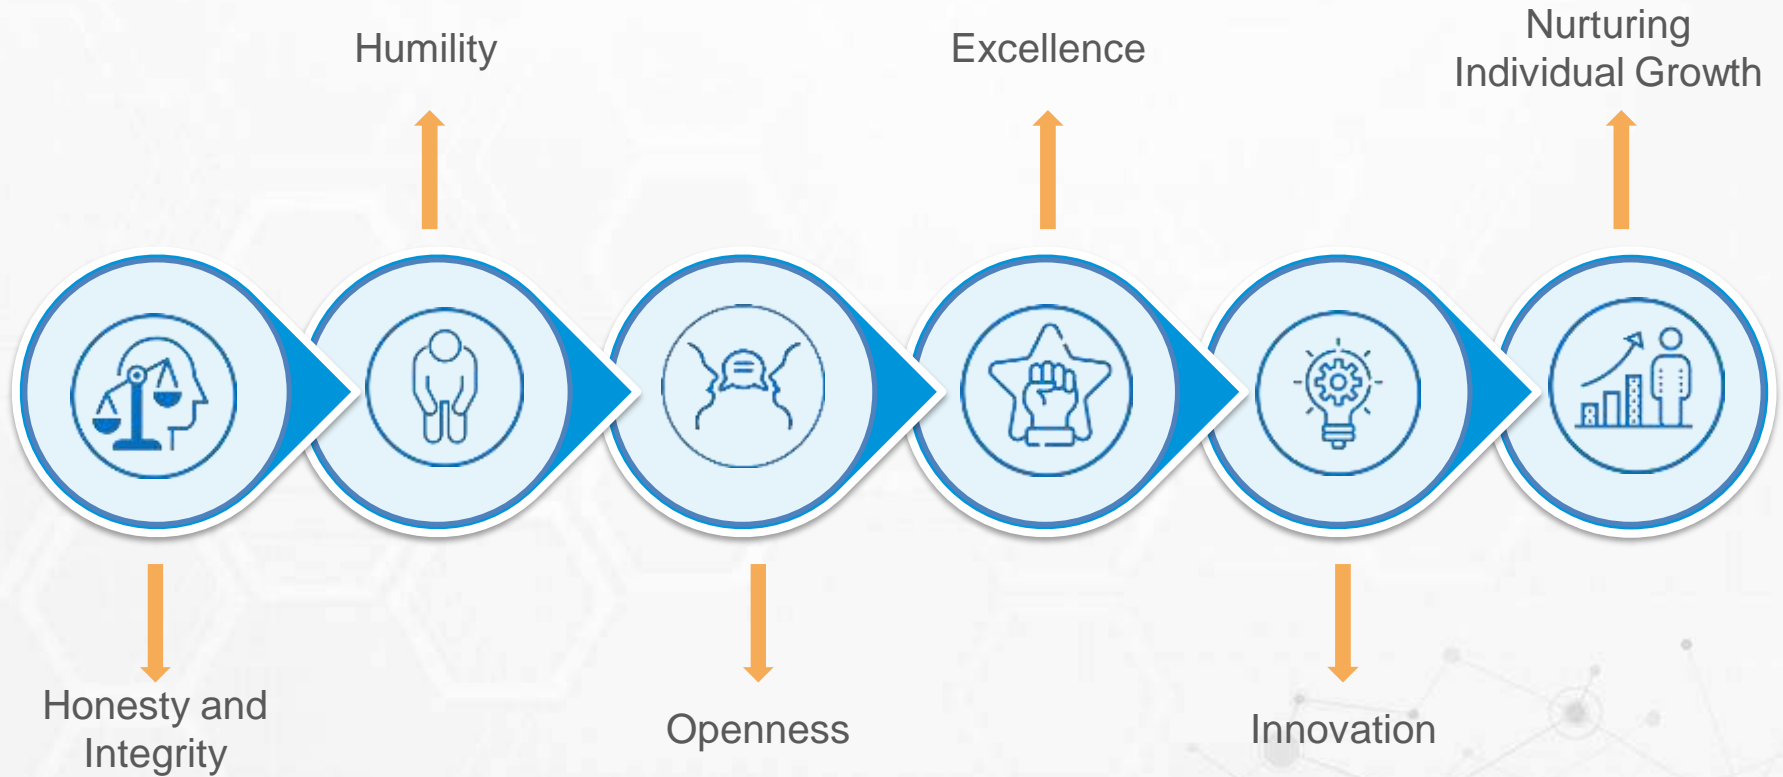 Humility
Excellence
Nurturing
Individual Growth
Honesty and
Integrity
Openness
Innovation